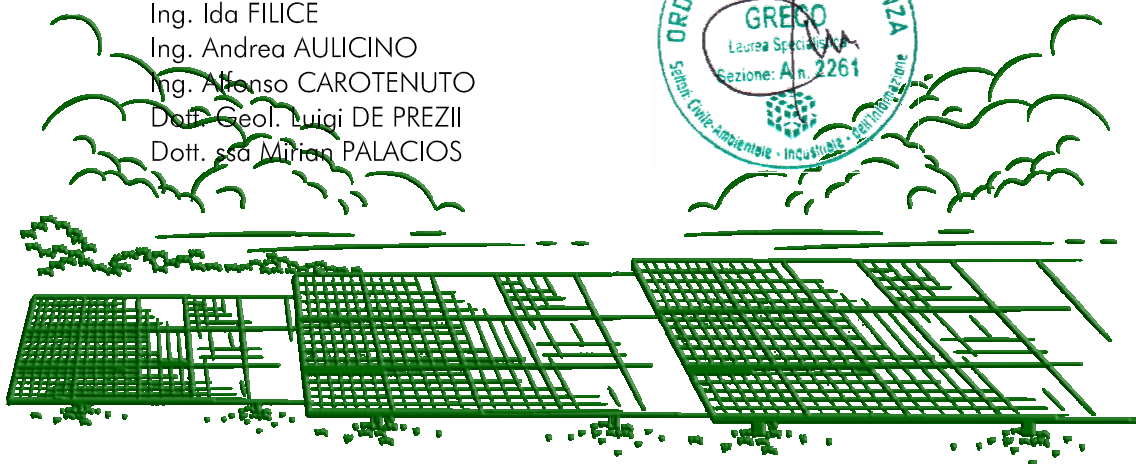 Ing. Ida FILICE
Ing. Andrea AULICINO
Ing. Alfonso CAROTENUTO
Dott. Geol. Luigi DE PREZII
Dott. ssa Mirian PALACIOS
GRECO
Laurea Specialistica
Sezione: A n. 2261
Settori: Civile-Ambientale - Industriale - dell'Informazione